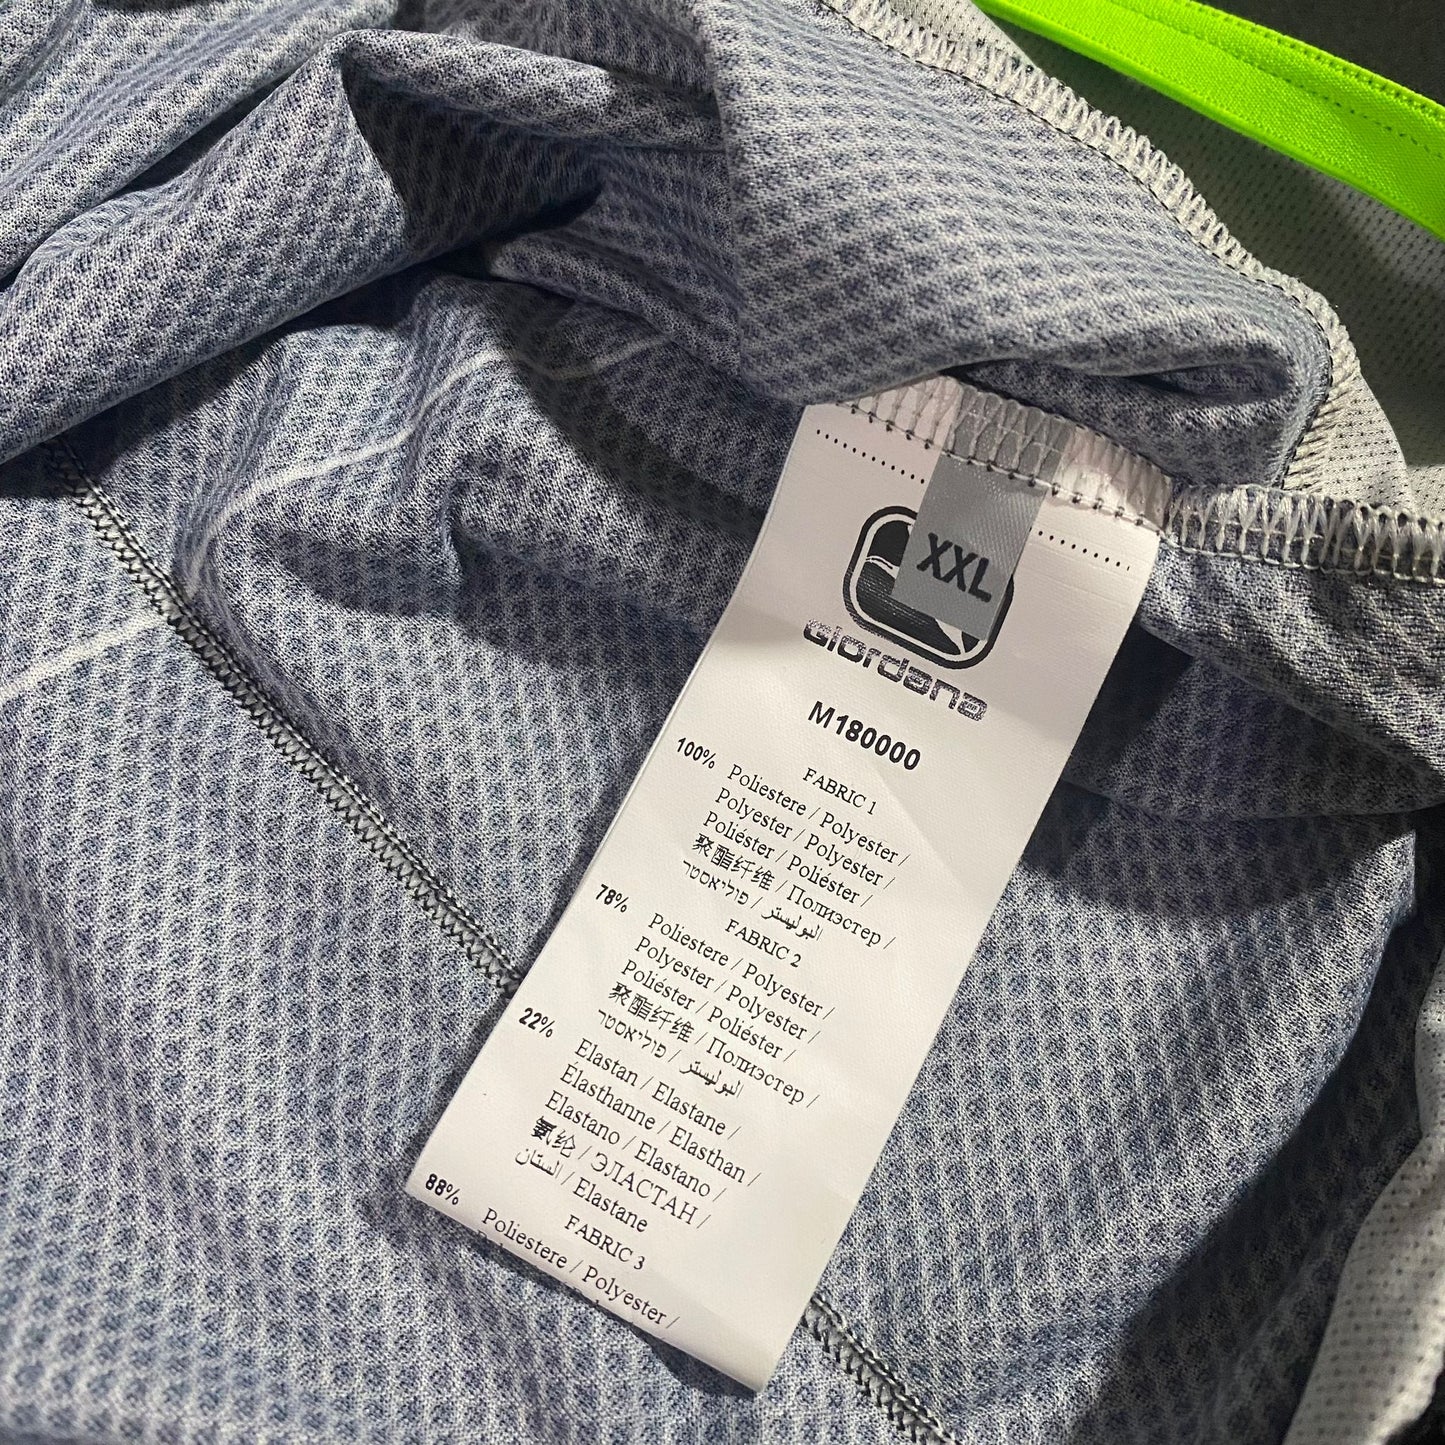 XXL
Giordana
M180000
FABRIC 1
100% Poliestere / Polyester /
Polyester / Polyester /
Poliéster / Poliéster /
聚酯纤维 / Полиэстер /
פוליאסטר / البوليستر
FABRIC 2
78% Poliestere / Polyester /
Polyester / Polyester /
Poliéster / Poliéster /
聚酯纤维 / Полиэстер /
פוליאסטר / البوليستر
22% Elastan / Elastane /
Elasthanne / Elasthan /
Elastano / Elastano /
氨纶 / ЭЛАСТАН /
الستان / Elastane
FABRIC 3
88% Poliestere / Polyester /